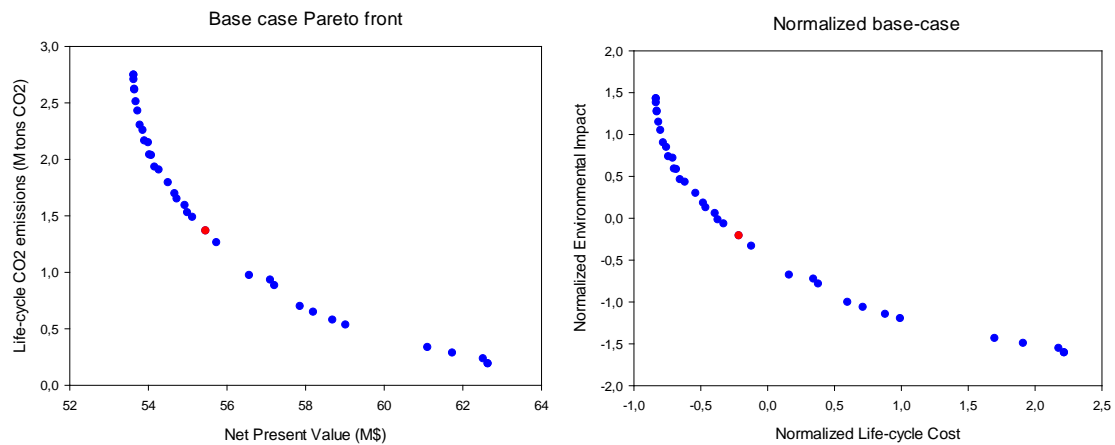 Base case Pareto front
Life-cycle CO2 emissions (M tons CO2)
3,0
2,5
2,0
1,5
1,0
0,5
0,0
52 54 56 58 60 62 64
Net Present Value (M$)
Normalized base-case
Normalized Environmental Impact
2,0
1,5
1,0
0,5
0,0
-0,5
-1,0
-1,5
-2,0
-1,0 -0,5 0,0 0,5 1,0 1,5 2,0 2,5
Normalized Life-cycle Cost